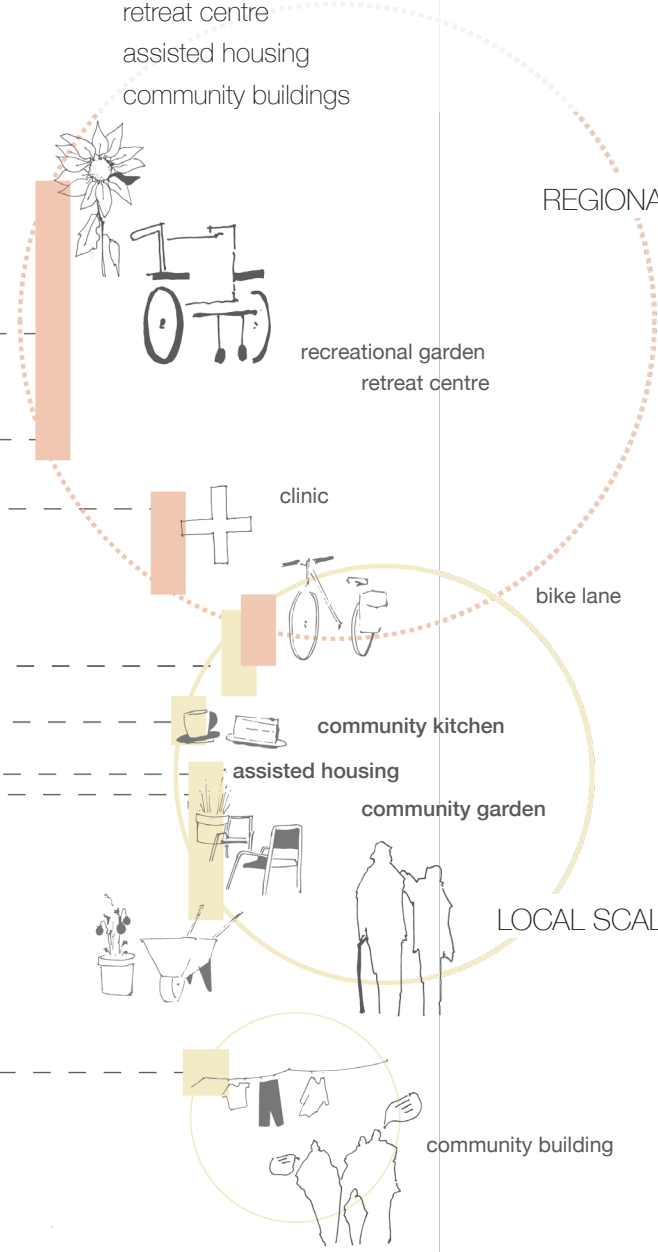 retreat centre
assisted housing
community buildings
REGIONA
recreational garden
retreat centre
clinic
bike lane
community kitchen
assisted housing
community garden
LOCAL SCAL
community building